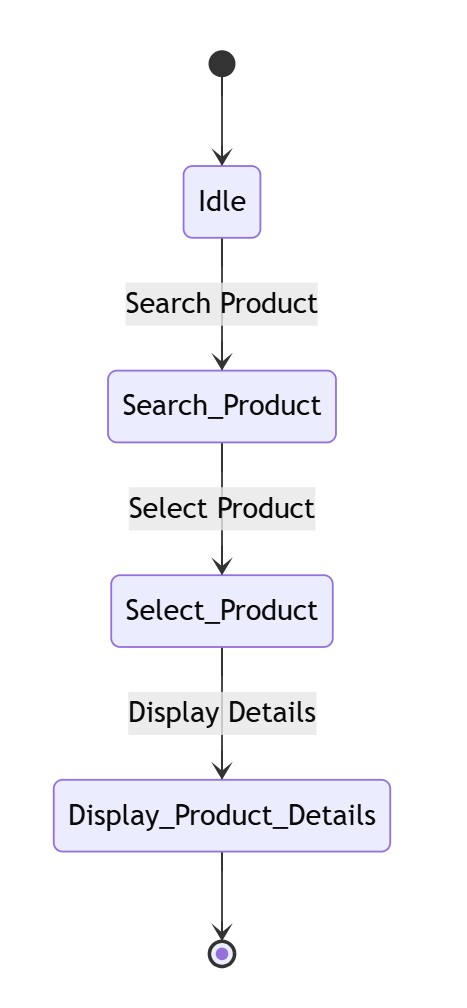 Idle
Search Product
Search_Product
Select Product
Select_Product
Display Details
Display_Product_Details